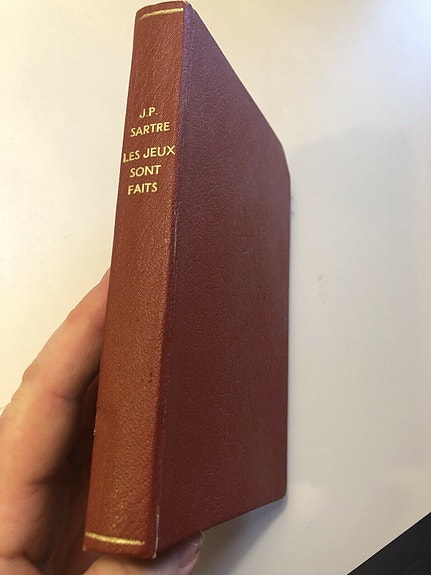 J.P.
SARTRE
LES JEUX
SONT
FAITS